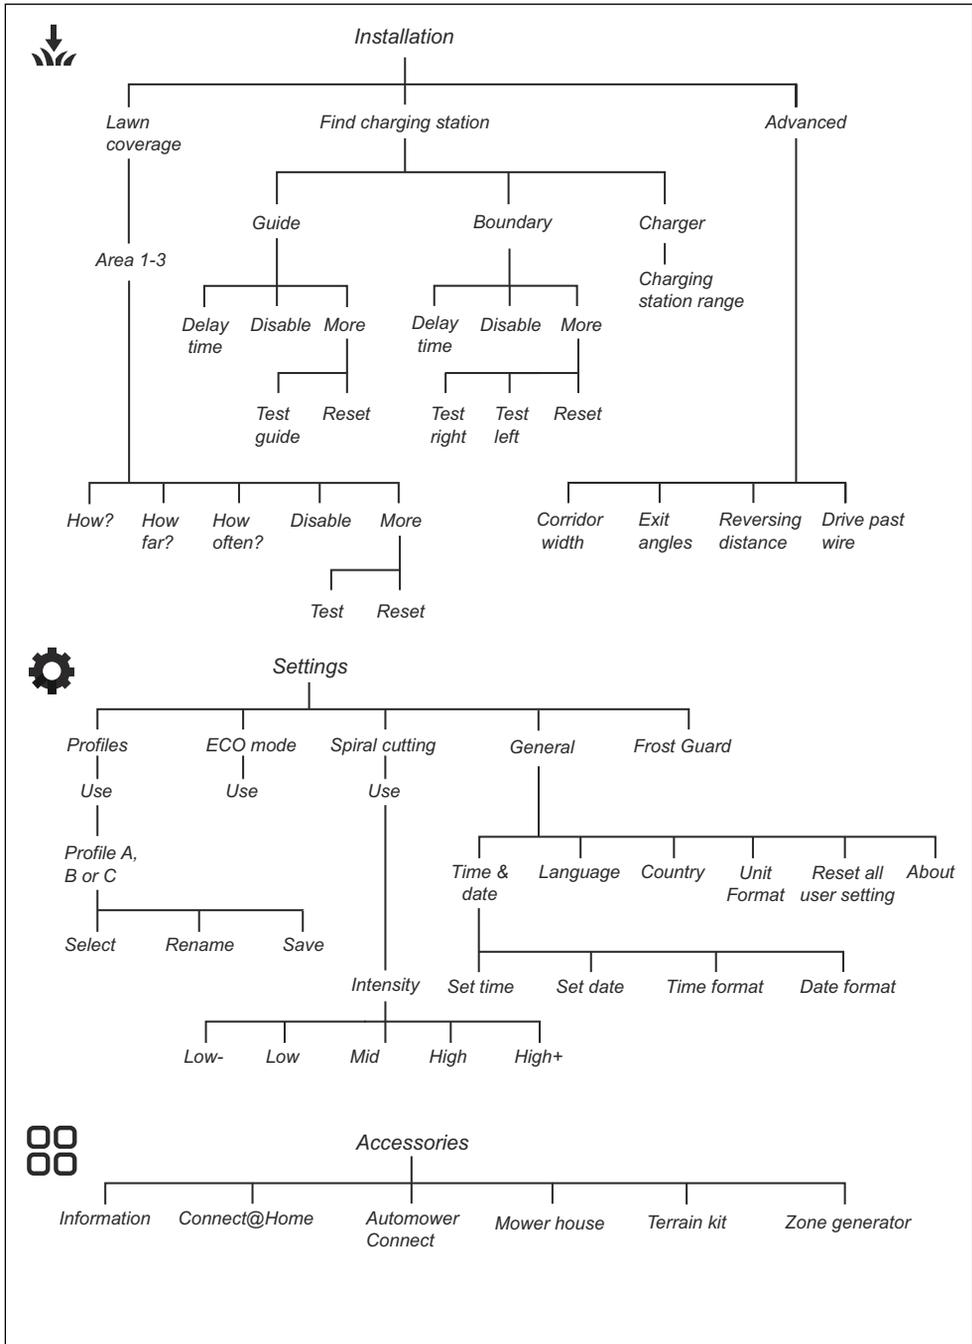 Installation
Lawn
coverage
Find charging station
Advanced
Guide
Boundary
Charger
Area 1-3
Charging
station range
Delay
time
Disable
More
Delay
time
Disable
More
Test
guide
Reset
Test
right
Test
left
Reset
How?
How
far?
How
often?
Disable
More
Corridor
width
Exit
angles
Reversing
distance
Drive past
wire
Test
Reset
Settings
Profiles
ECO mode
Spiral cutting
General
Frost Guard
Use
Use
Use
Profile A,
B or C
Time &
date
Language
Country
Unit
Format
Reset all
user setting
About
Select
Rename
Save
Intensity
Set time
Set date
Time format
Date format
Low-
Low
Mid
High
High+
Accessories
Information
Connect@Home
Automower
Connect
Mower house
Terrain kit
Zone generator